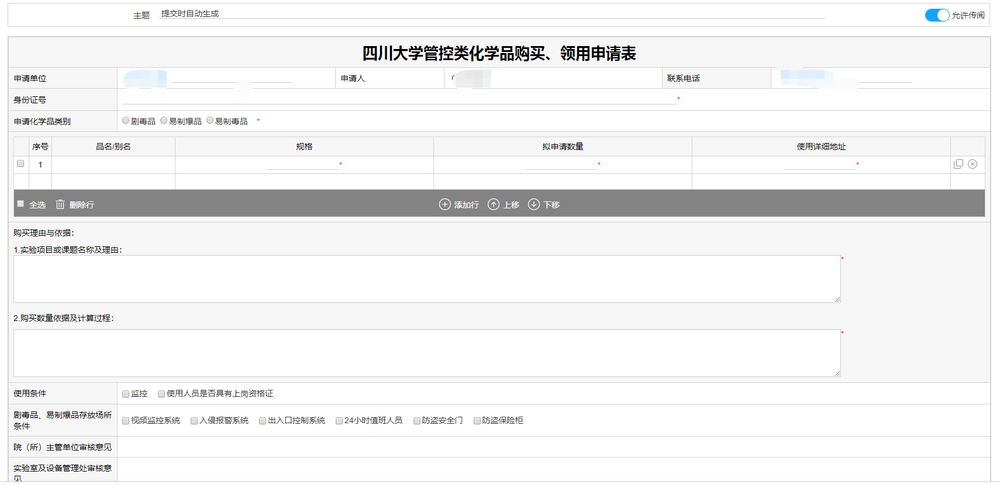 主题 提交时自动生成 允许传阅
四川大学管控类化学品购买、领用申请表
申请单位 申请人 联系电话
身份证号 *
申请化学品类别 剧毒品 易制爆品 易制毒品 *
序号 品名/别名 规格 拟申请数量 使用详细地址
1 * * *
全选 删除行 添加行 上移 下移
购买理由与依据：
1.实验项目或课题名称及理由：
*
2.购买数量依据及计算过程：
*
使用条件 监控 使用人员是否具有上岗资格证
剧毒品、易制爆品存放场所
条件
视频监控系统 入侵报警系统 出入口控制系统 24小时值班人员 防盗安全门 防盗保险柜
院（所）主管单位审核意见
实验室及设备管理处审核意
见